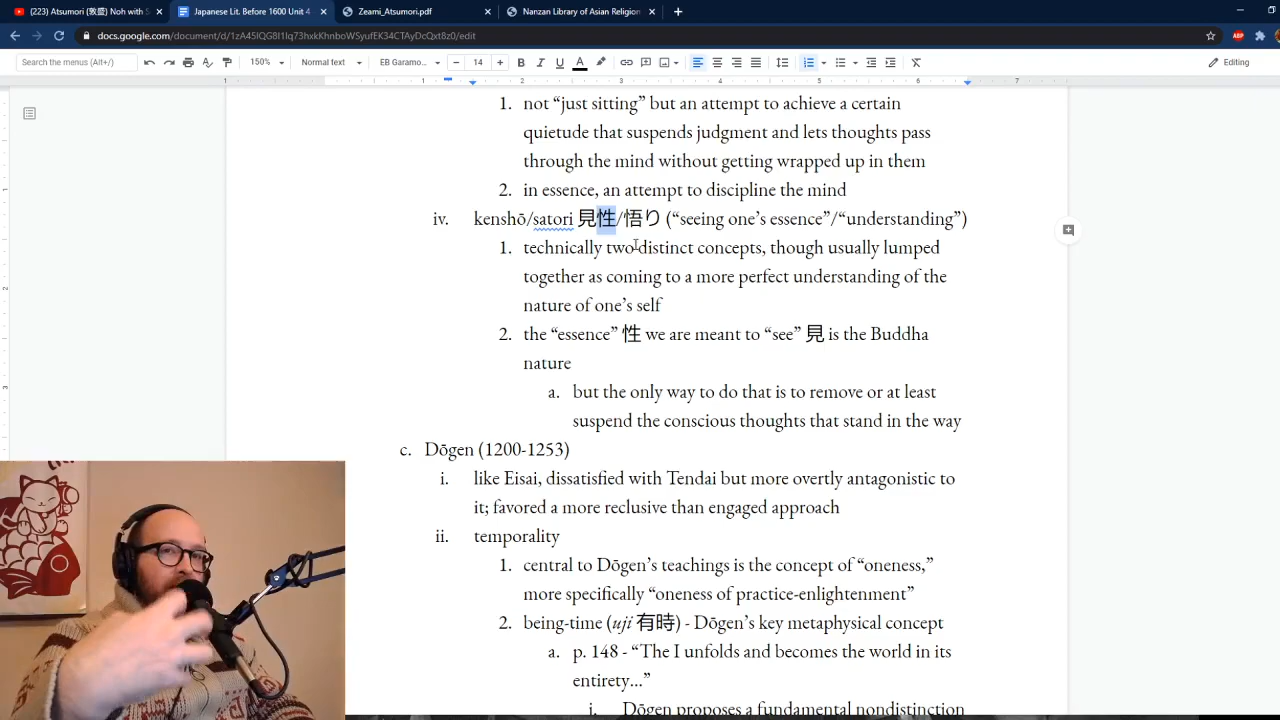 (223) Atsumori (敦盛) Noh with S
Japanese Lit. Before 1600 Unit 4
Zeami_Atsumori.pdf
Nanzan Library of Asian Religion
docs.google.com/document/d/1zA45IQG8I1Iq73hxkKhnboWSyufEK34CTAyDcQxt8z0/edit
ABP
Search the menus (Alt+/)
150%
Normal text
EB Garamo...
14
Editing
1
1
2
3
4
5
6
7
1. not “just sitting” but an attempt to achieve a certain
quietude that suspends judgment and lets thoughts pass
through the mind without getting wrapped up in them
2. in essence, an attempt to discipline the mind
iv. kenshō/satori 見性/悟り (“seeing one’s essence”/“understanding”)
1. technically two distinct concepts, though usually lumped
together as coming to a more perfect understanding of the
nature of one’s self
2. the “essence” 性 we are meant to “see” 見 is the Buddha
nature
a. but the only way to do that is to remove or at least
suspend the conscious thoughts that stand in the way
c. Dōgen (1200-1253)
i. like Eisai, dissatisfied with Tendai but more overtly antagonistic to
it; favored a more reclusive than engaged approach
ii. temporality
1. central to Dōgen’s teachings is the concept of “oneness,”
more specifically “oneness of practice-enlightenment”
2. being-time (uji 有時) - Dōgen’s key metaphysical concept
a. p. 148 - “The I unfolds and becomes the world in its
entirety...”
i. Dōgen proposes a fundamental nondistinction